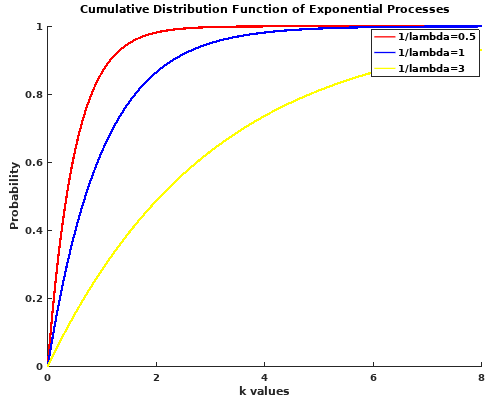 Cumulative Distribution Function of Exponential Processes
1/lambda=0.5
1/lambda=1
1/lambda=3
Probability
1
0.8
0.6
0.4
0.2
0
0 2 4 6 8
k values